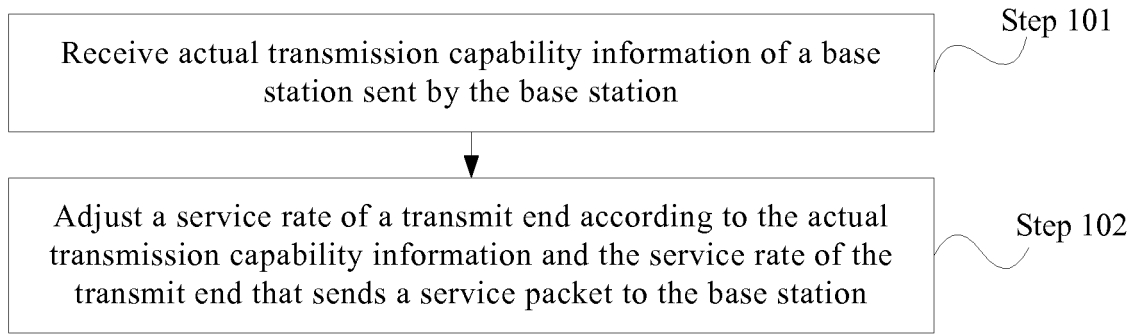 Receive actual transmission capability information of a base
station sent by the base station
Step 101
Adjust a service rate of a transmit end according to the actual
transmission capability information and the service rate of the
transmit end that sends a service packet to the base station
Step 102